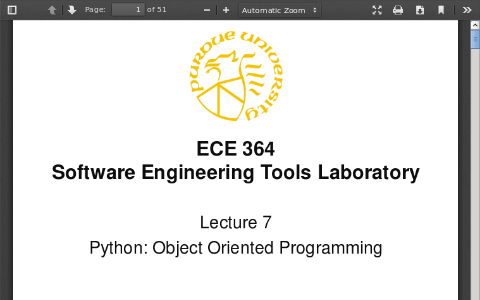 Page: 1 of 51 Automatic Zoom
PURDUE UNIVERSITY
ECE 364
Software Engineering Tools Laboratory
Lecture 7
Python: Object Oriented Programming